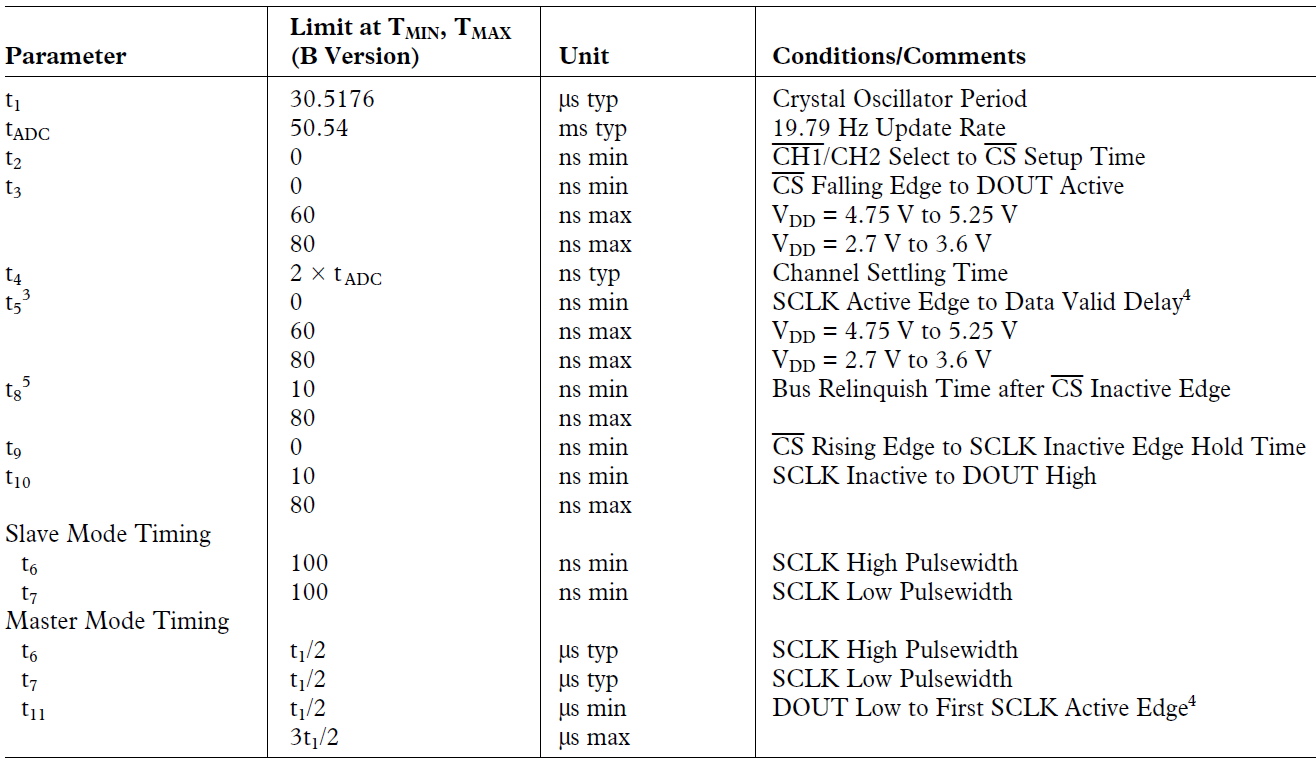 Parameter Limit at TMIN, TMAX (B Version) Unit Conditions/Comments
t1 30.5176 µs typ Crystal Oscillator Period
tADC 50.54 ms typ 19.79 Hz Update Rate
t2 0 ns min C̅H̅1̅/CH2 Select to C̅S̅ Setup Time
t3 0 ns min C̅S̅ Falling Edge to DOUT Active
60 ns max VDD = 4.75 V to 5.25 V
80 ns max VDD = 2.7 V to 3.6 V
t4 2 × tADC ns typ Channel Settling Time
t5³ 0 ns min SCLK Active Edge to Data Valid Delay⁴
60 ns max VDD = 4.75 V to 5.25 V
80 ns max VDD = 2.7 V to 3.6 V
t8⁵ 10 ns min Bus Relinquish Time after C̅S̅ Inactive Edge
80 ns max
t9 0 ns min C̅S̅ Rising Edge to SCLK Inactive Edge Hold Time
t10 10 ns min SCLK Inactive to DOUT High
80 ns max
Slave Mode Timing
t6 100 ns min SCLK High Pulsewidth
t7 100 ns min SCLK Low Pulsewidth
Master Mode Timing
t6 t1/2 µs typ SCLK High Pulsewidth
t7 t1/2 µs typ SCLK Low Pulsewidth
t11 t1/2 µs min DOUT Low to First SCLK Active Edge⁴
3t1/2 µs max